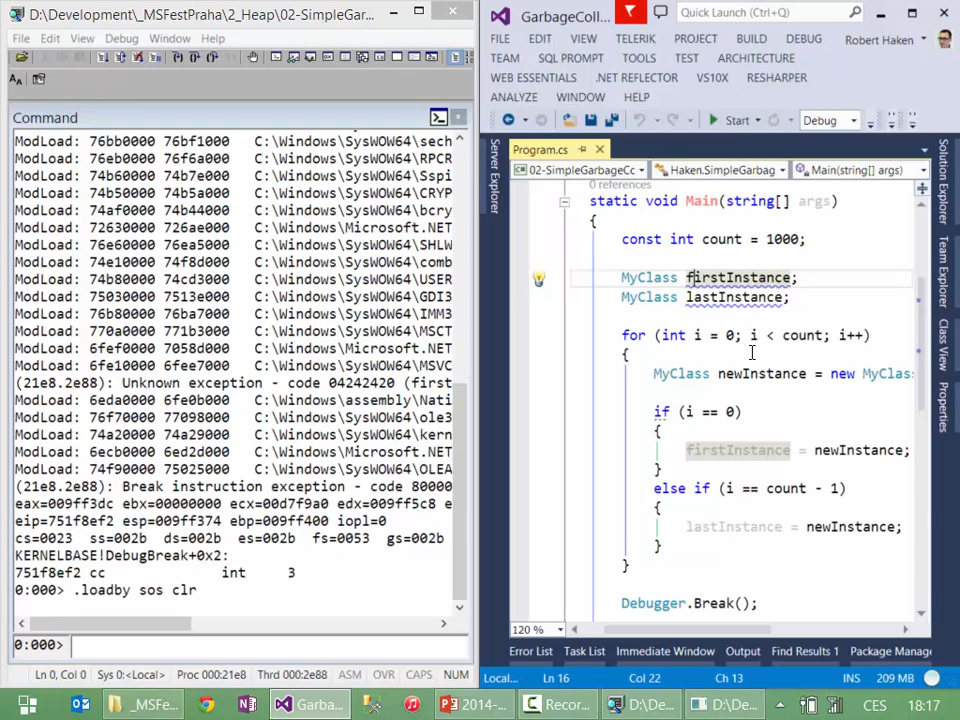 D:\Development\_MSFestPraha\2_Heap\02-SimpleGar...
File Edit View Debug Window Help
Command
ModLoad: 76bb0000 76bf1000 C:\Windows\SysWOW64\sech
ModLoad: 76eb0000 76f6a000 C:\Windows\SysWOW64\RPCR
ModLoad: 74b60000 74b7e000 C:\Windows\SysWOW64\Sspi
ModLoad: 74b50000 74b5a000 C:\Windows\SysWOW64\CRYP
ModLoad: 74af0000 74b44000 C:\Windows\SysWOW64\bcry
ModLoad: 72630000 726ae000 C:\Windows\Microsoft.NET
ModLoad: 76e60000 76ea5000 C:\Windows\SysWOW64\SHLW
ModLoad: 74e10000 74f8d000 C:\Windows\SysWOW64\comb
ModLoad: 74b80000 74cd3000 C:\Windows\SysWOW64\USER
ModLoad: 75030000 7513e000 C:\Windows\SysWOW64\GDI3
ModLoad: 76b80000 76ba7000 C:\Windows\SysWOW64\IMM3
ModLoad: 770a0000 771b3000 C:\Windows\SysWOW64\MSCT
ModLoad: 6fef0000 7058d000 C:\Windows\Microsoft.NET
ModLoad: 6fe10000 6fee7000 C:\Windows\SysWOW64\MSVC
(21e8.2e88): Unknown exception - code 04242420 (first
ModLoad: 6eda0000 6fe0b000 C:\Windows\assembly\Nati
ModLoad: 76f70000 77098000 C:\Windows\SysWOW64\ole3
ModLoad: 74a20000 74a29000 C:\Windows\SysWOW64\kern
ModLoad: 6ecb0000 6ed2d000 C:\Windows\Microsoft.NET
ModLoad: 74f90000 75025000 C:\Windows\SysWOW64\OLEA
(21e8.2e88): Break instruction exception - code 80000
eax=009ff3dc ebx=00000000 ecx=00d7f9a0 edx=009ff5c8 e
eip=751f8ef2 esp=009ff374 ebp=009ff400 iopl=0
cs=0023 ss=002b ds=002b es=002b fs=0053 gs=002b
KERNELBASE!DebugBreak+0x2:
751f8ef2 cc int 3
0:000> .loadby sos clr
0:000>
Ln 0, Col 0 Sys 0:<Local> Proc 000:21e8 Thrd 000:2e88 ASM OVR CAPS NUM
GarbageColl... Quick Launch (Ctrl+Q)
FILE EDIT VIEW TELERIK PROJECT BUILD DEBUG Robert Haken
TEAM SQL PROMPT TOOLS TEST ARCHITECTURE
WEB ESSENTIALS .NET REFLECTOR VS10X RESHARPER
ANALYZE WINDOW HELP
Start Debug
Program.cs
02-SimpleGarbageCc Haken.SimpleGarbag Main(string[] args)
0 references
static void Main(string[] args)
{
const int count = 1000;
MyClass firstInstance;
MyClass lastInstance;
for (int i = 0; i < count; i++)
{
MyClass newInstance = new MyClass
if (i == 0)
{
firstInstance = newInstance;
}
else if (i == count - 1)
{
lastInstance = newInstance;
}
}
Debugger.Break();
120 %
Server Explorer
Solution Explorer
Team Explorer
Class View
Properties
Error List Breakpoints Immediate Window Output Find Results 1 Package Manag
Local... Ln 16 Col 22 Ch 13 INS 209 MB
_MSFe... Garba... 2014-... Recor... D:\De... D:\De... CES 18:17